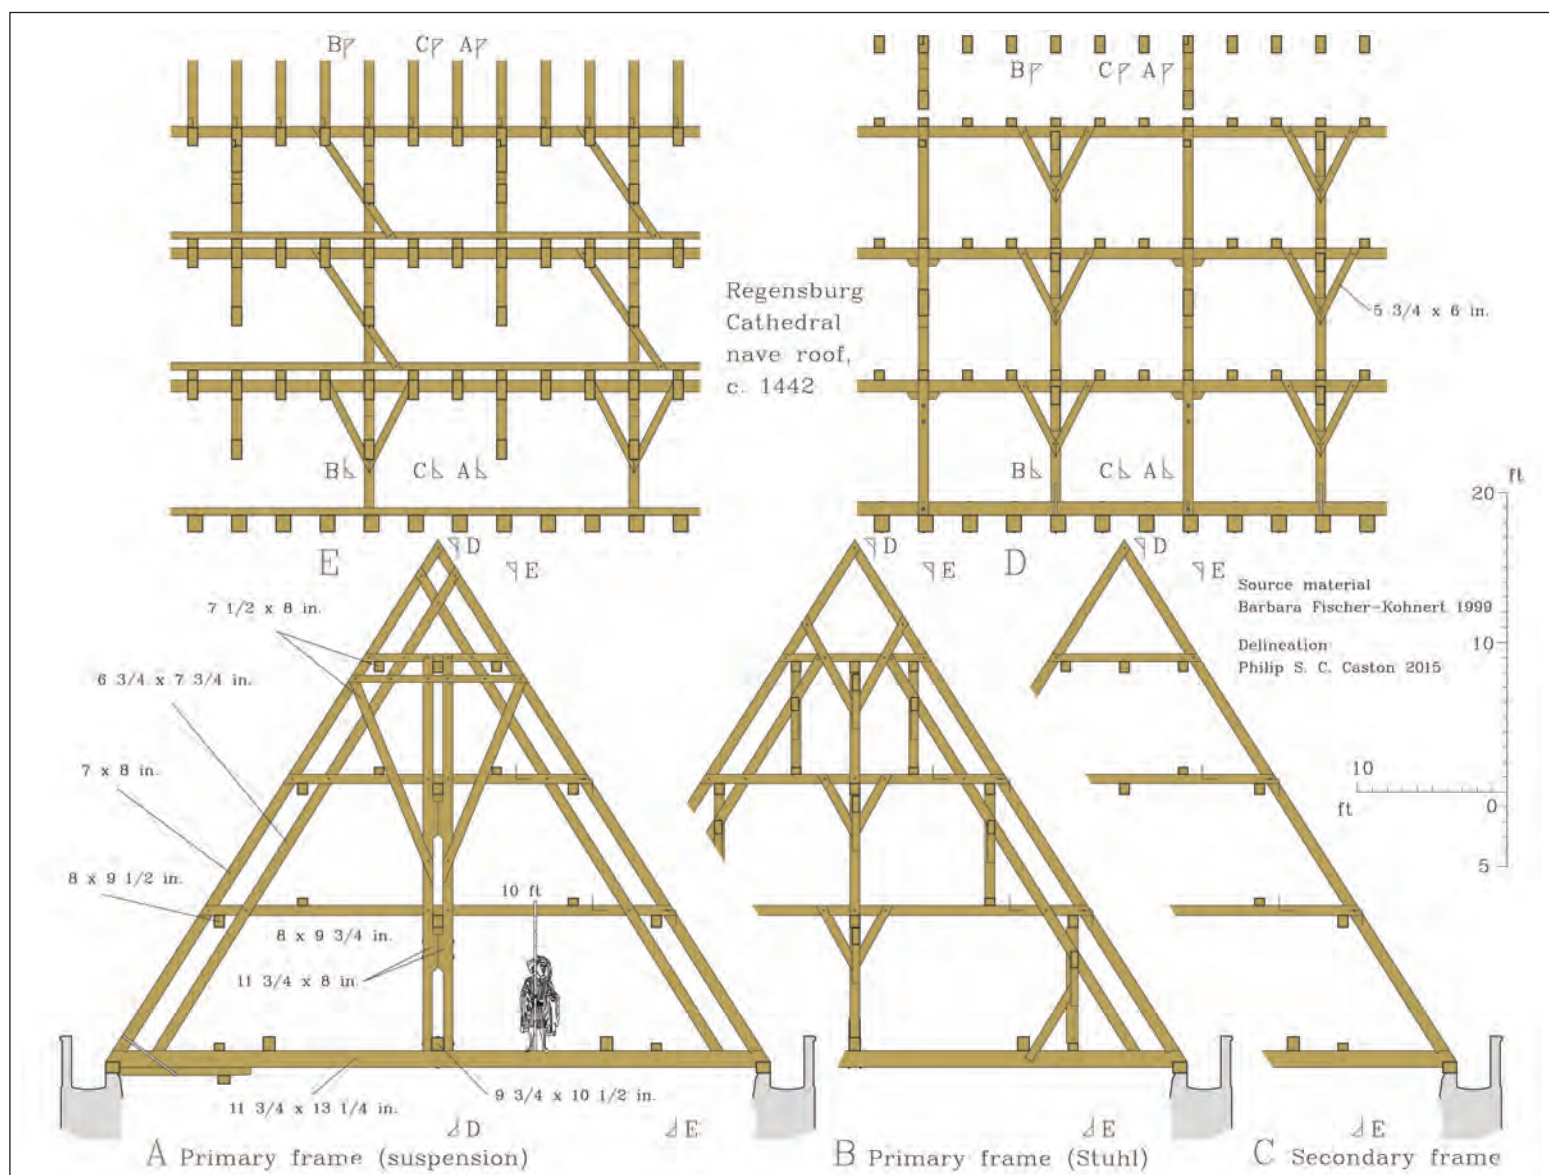 B C A
B C A
Regensburg
Cathedral
nave roof,
c. 1442
5 3/4 x 6 in.
B C A
B C A
ft
20
10
0
5
10
ft
E
D
D
E
D
E
D
E
7 1/2 x 8 in.
6 3/4 x 7 3/4 in.
7 x 8 in.
8 x 9 1/2 in.
8 x 9 3/4 in.
11 3/4 x 8 in.
10 ft
11 3/4 x 13 1/4 in.
9 3/4 x 10 1/2 in.
Source material
Barbara Fischer-Kohnert 1999
Delineation
Philip S. C. Caston 2015
D E
E
E
A Primary frame (suspension)
B Primary frame (Stuhl)
C Secondary frame